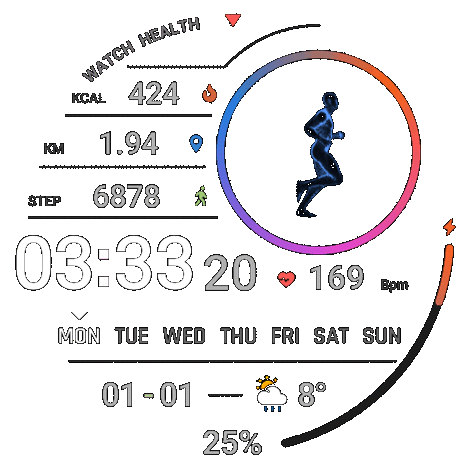 WATCH HEALTH
KCAL 424
KM 1.94
STEP 6878
03:33 20 169 Bpm
MON TUE WED THU FRI SAT SUN
01-01 — 8°
25%